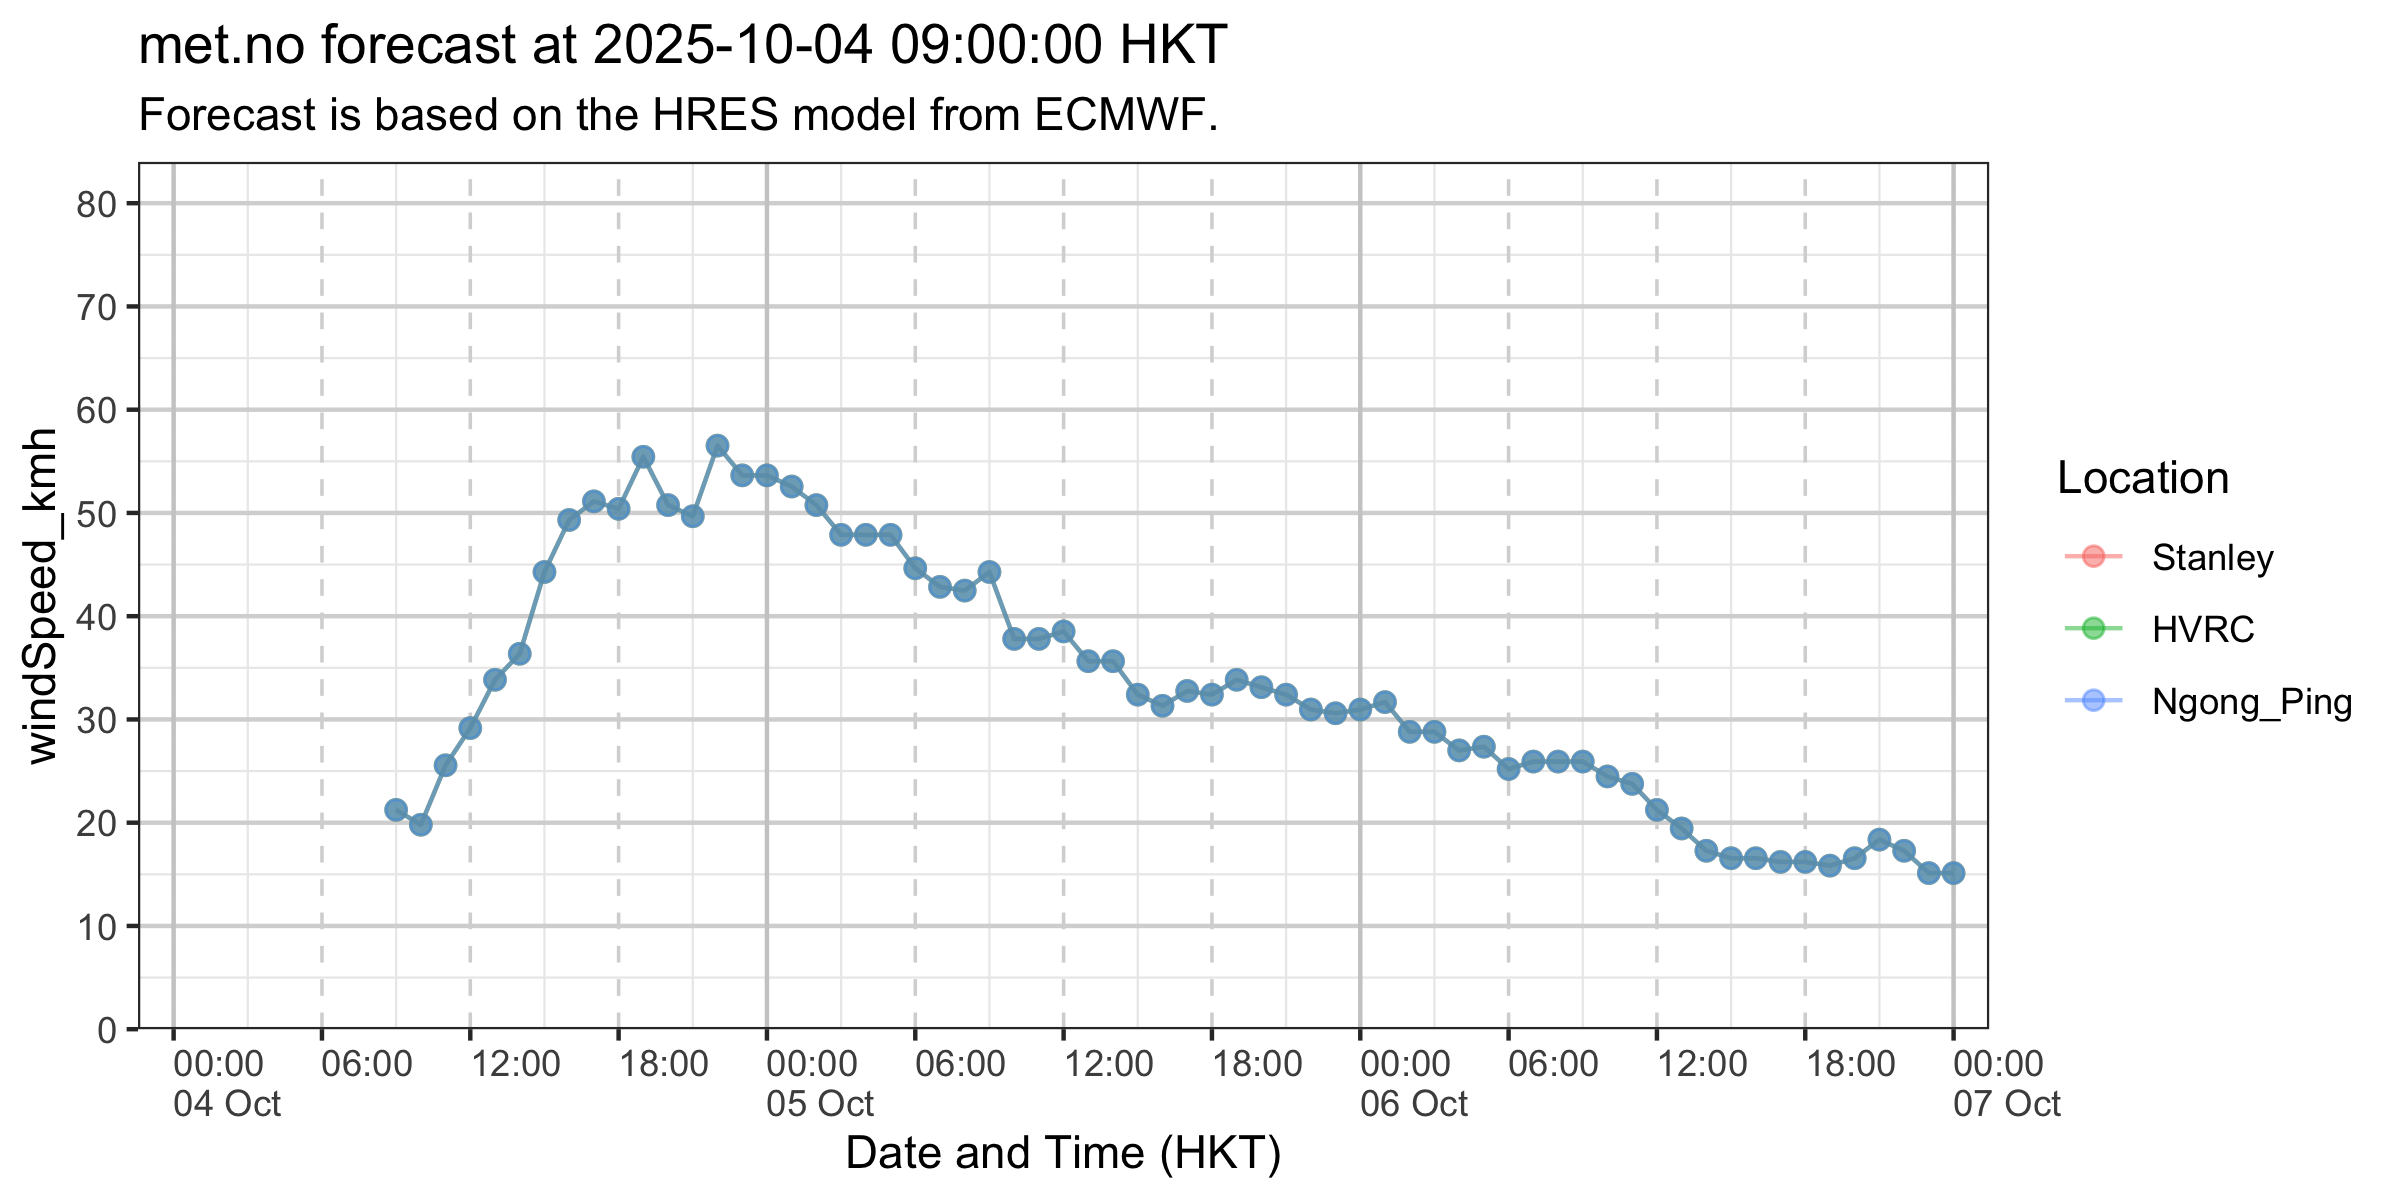 met.no forecast at 2025-10-04 09:00:00 HKT
Forecast is based on the HRES model from ECMWF.
windSpeed_kmh
80
70
60
50
40
30
20
10
0
00:00 06:00 12:00 18:00 00:00 06:00 12:00 18:00 00:00 06:00 12:00 18:00 00:00
04 Oct 05 Oct 06 Oct 07 Oct
Date and Time (HKT)
Location
Stanley
HVRC
Ngong_Ping